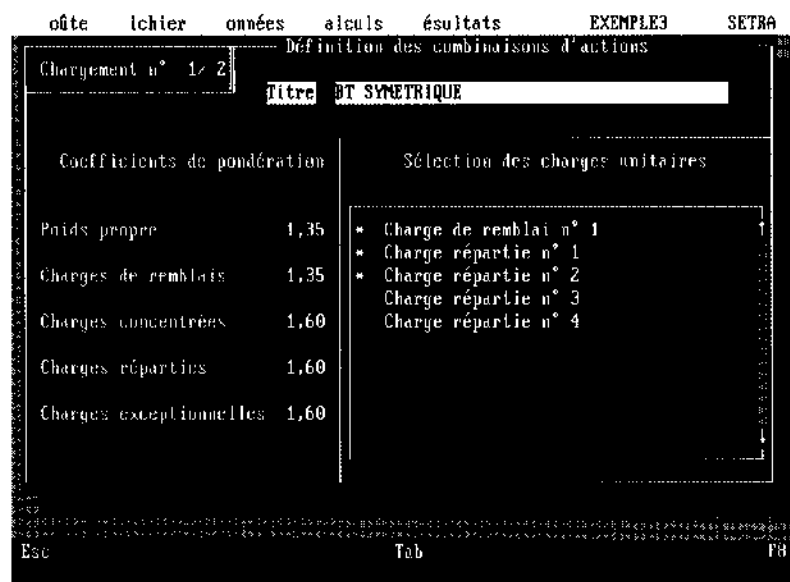 oûte ichier onnées alculs ésultats EXEMPLE3 SETRA
Définition des combinaisons d'actions
Chargement n° 1/ 2
Titre BT SYMETRIQUE
Coefficients de pondération
Sélection des charges unitaires
Poids propre 1,35
Charges de remblais 1,35
Charges concentrées 1,60
Charges réparties 1,60
Charges exceptionnelles 1,60
* Charge de remblai n° 1
* Charge répartie n° 1
* Charge répartie n° 2
Charge répartie n° 3
Charge répartie n° 4
Esc Tab F8